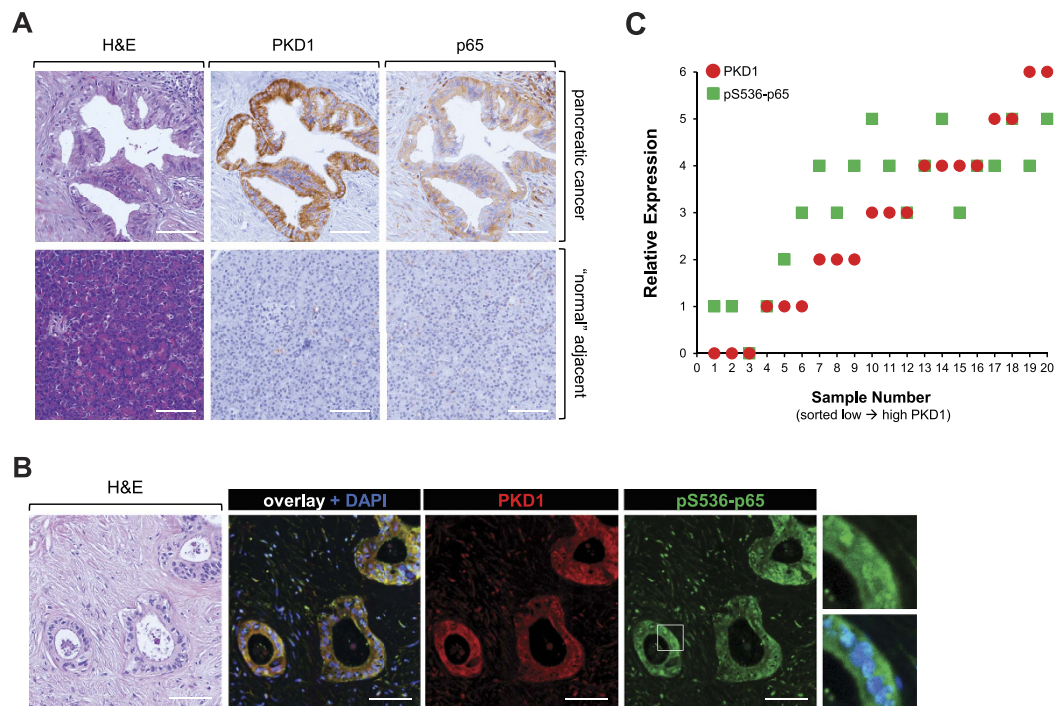 A
H&E
PKD1
p65
pancreatic cancer
"normal" adjacent
B
H&E
overlay + DAPI
PKD1
pS536-p65
C
PKD1
pS536-p65
Relative Expression
6
5
4
3
2
1
0
0 1 2 3 4 5 6 7 8 9 10 11 12 13 14 15 16 17 18 19 20
Sample Number
(sorted low → high PKD1)